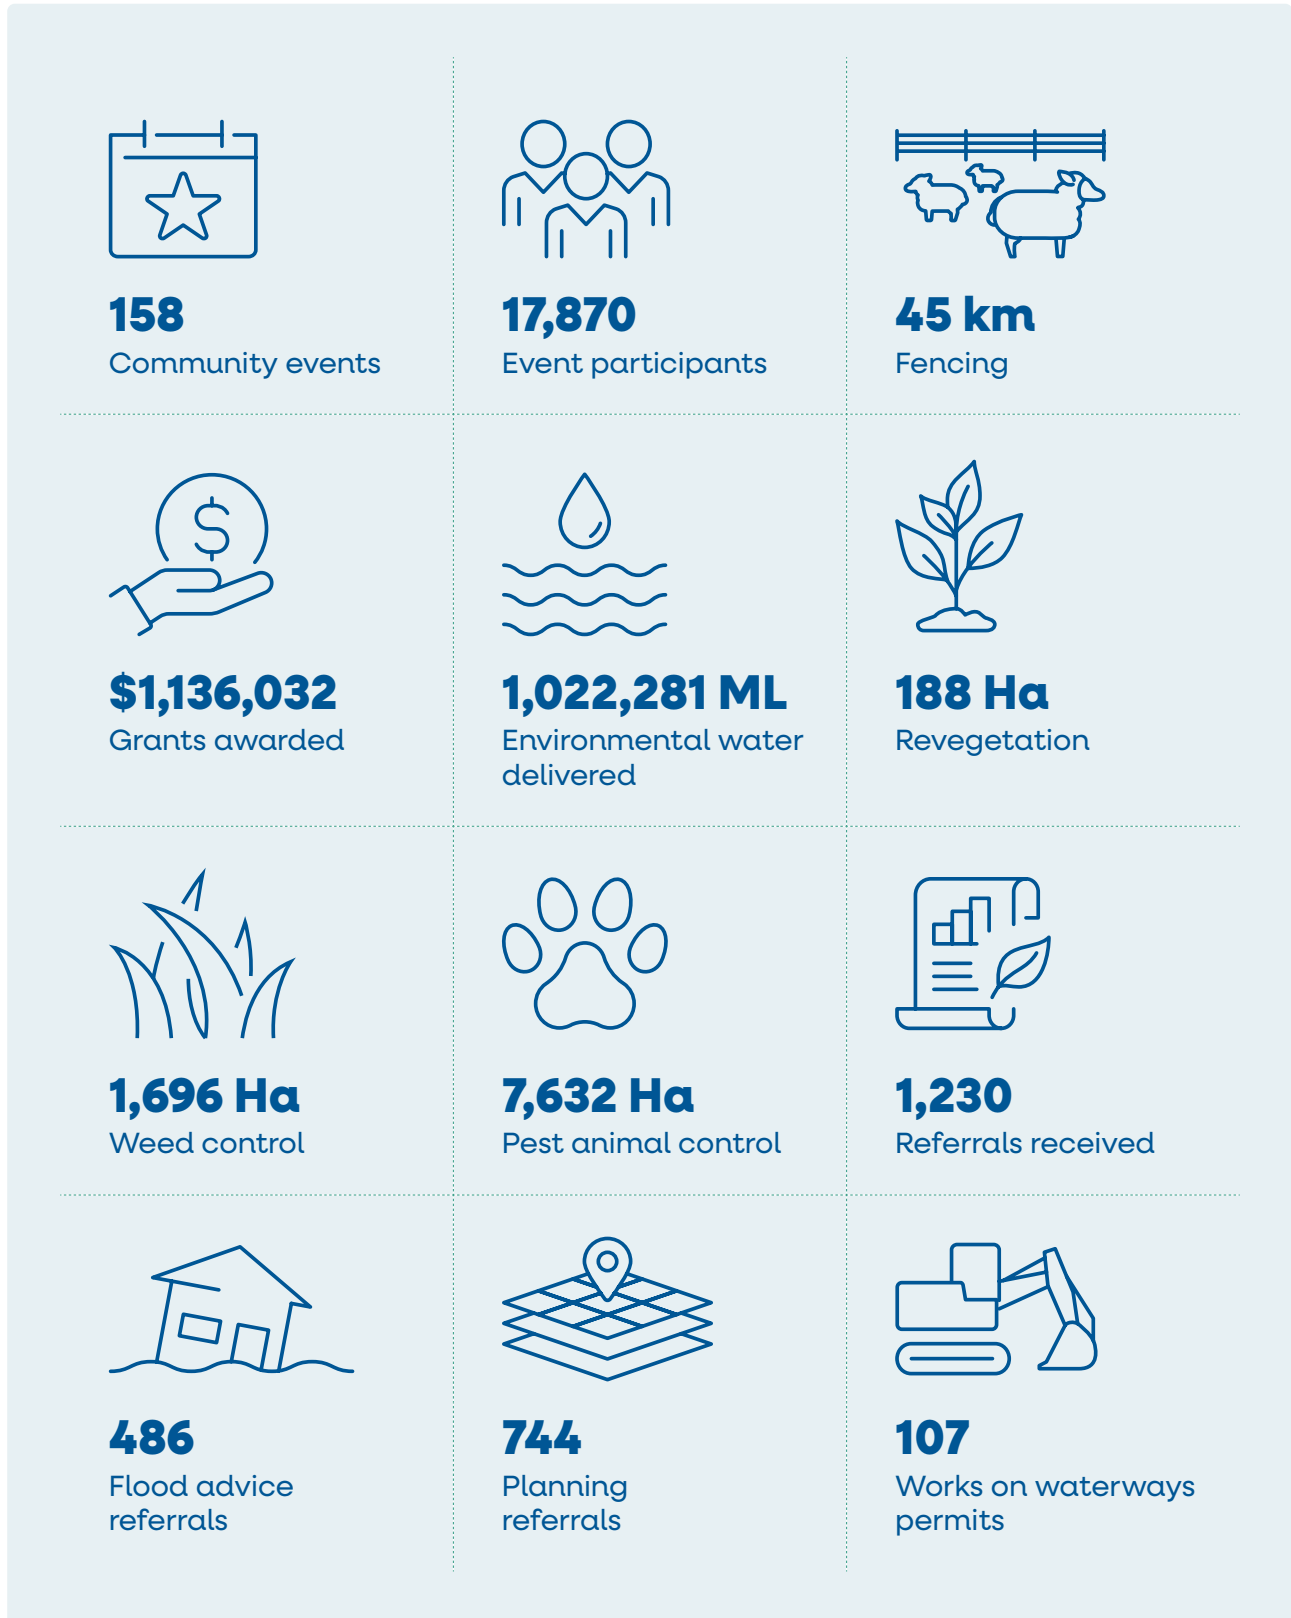 158
Community events
17,870
Event participants
45 km
Fencing
$1,136,032
Grants awarded
1,022,281 ML
Environmental water
delivered
188 Ha
Revegetation
1,696 Ha
Weed control
7,632 Ha
Pest animal control
1,230
Referrals received
486
Flood advice
referrals
744
Planning
referrals
107
Works on waterways
permits